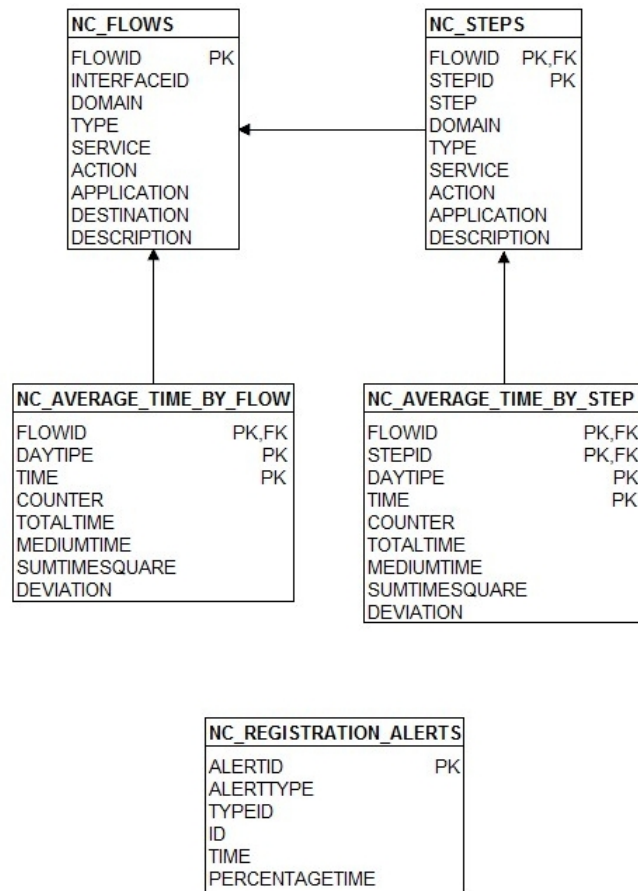 NC_FLOWS
FLOWID PK
INTERFACEID
DOMAIN
TYPE
SERVICE
ACTION
APPLICATION
DESTINATION
DESCRIPTION
NC_STEPS
FLOWID PK,FK
STEPID PK
STEP
DOMAIN
TYPE
SERVICE
ACTION
APPLICATION
DESCRIPTION
NC_AVERAGE_TIME_BY_FLOW
FLOWID PK,FK
DAYTIPE PK
TIME PK
COUNTER
TOTALTIME
MEDIUMTIME
SUMTIMESQUARE
DEVIATION
NC_AVERAGE_TIME_BY_STEP
FLOWID PK,FK
STEPID PK,FK
DAYTIPE PK
TIME PK
COUNTER
TOTALTIME
MEDIUMTIME
SUMTIMESQUARE
DEVIATION
NC_REGISTRATION_ALERTS
ALERTID PK
ALERTTYPE
TYPEID
ID
TIME
PERCENTAGETIME